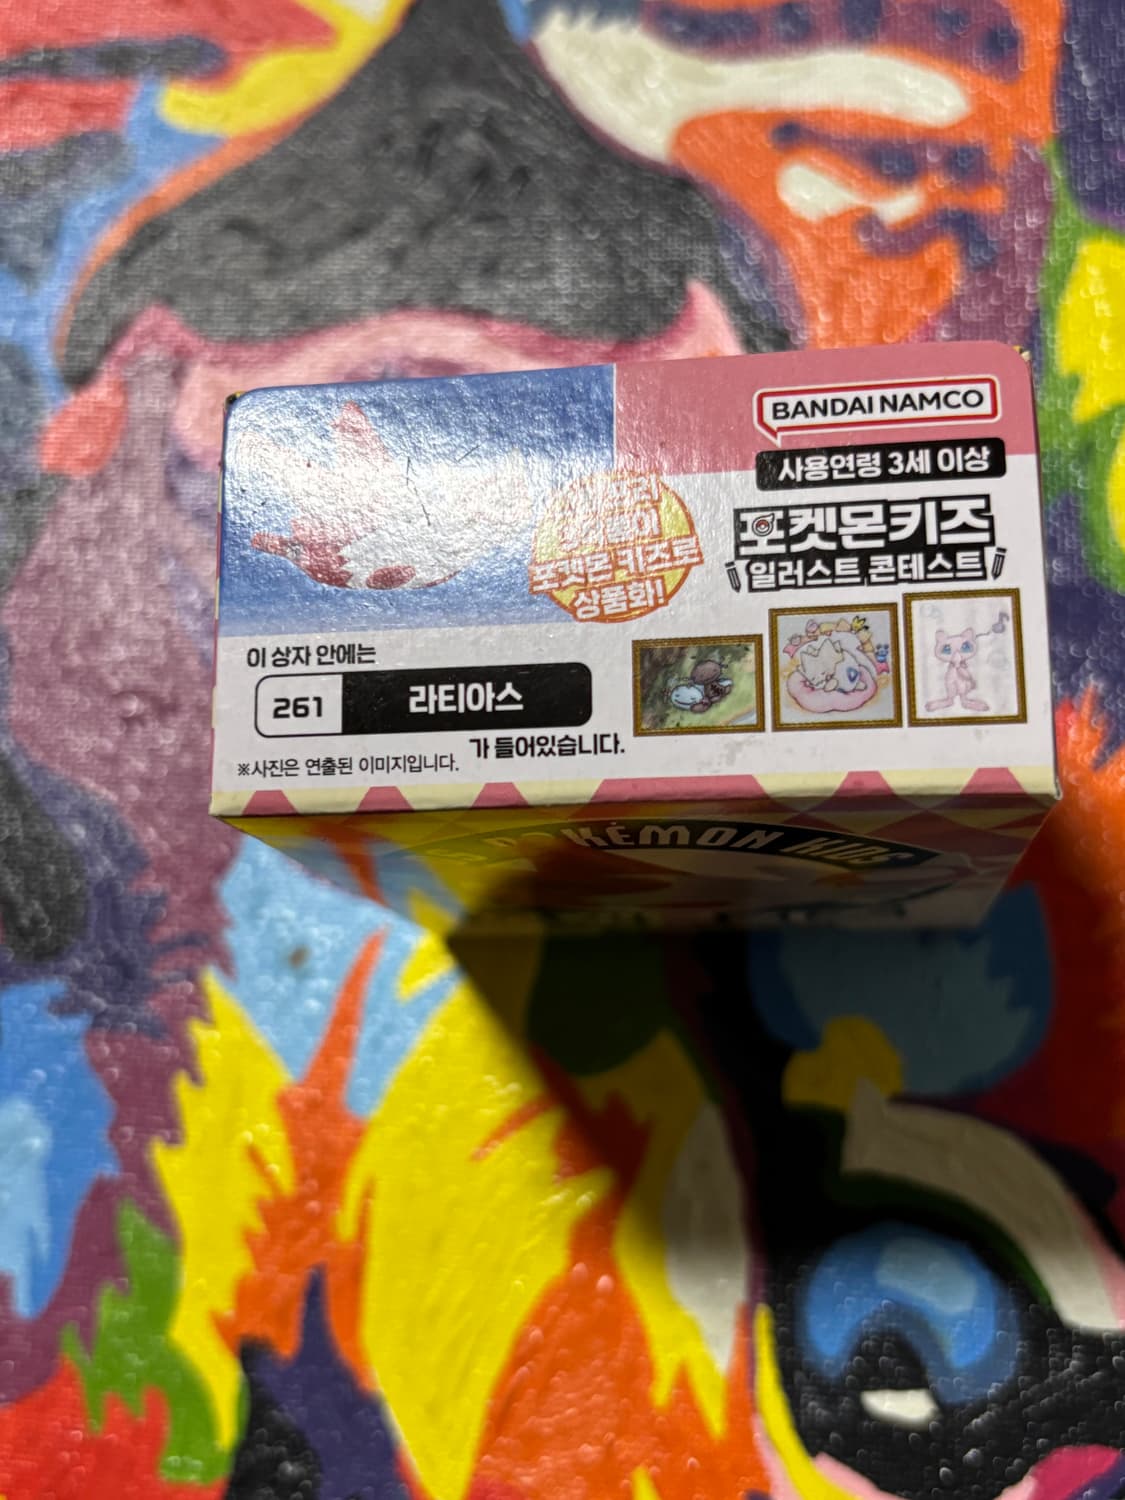 BANDAI NAMCO
사용연령 3세 이상
포켓몬키즈
일러스트 콘테스트
포켓몬 키즈로
상품화!
이 상자 안에는
261 라티아스
가 들어있습니다.
※사진은 연출된 이미지입니다.
POKÉMON KIDS